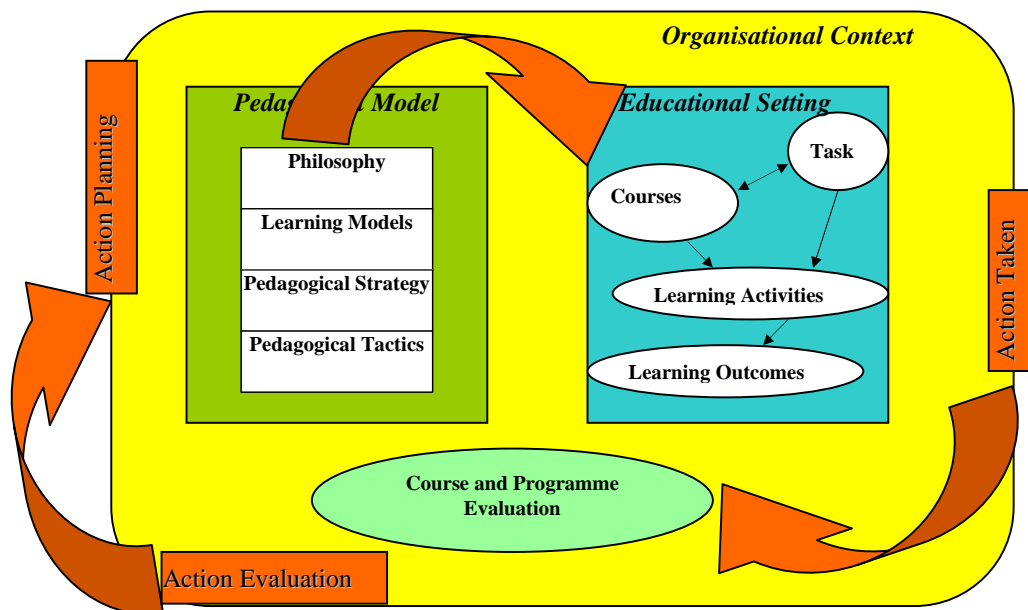 Organisational Context
Action Planning
Model
Philosophy
Learning Models
Pedagogical Strategy
Pedagogical Tactics
Educational Setting
Task
Courses
Learning Activities
Learning Outcomes
Action Taken
Course and Programme
Evaluation
Action Evaluation